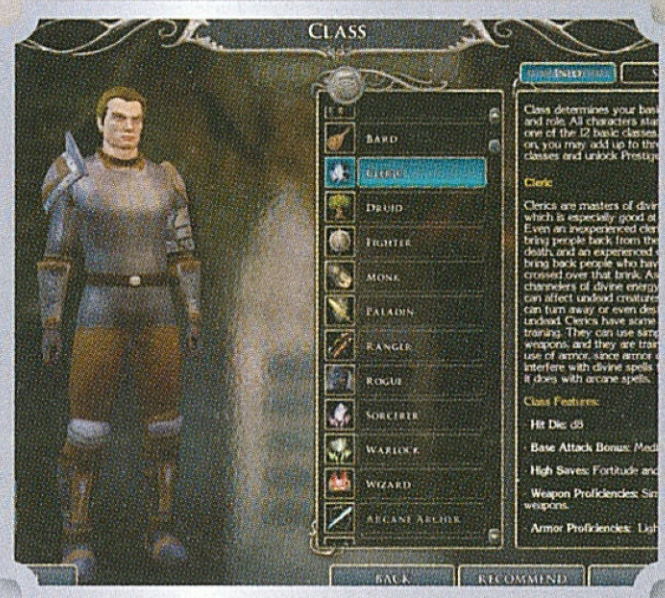 CLASS
BARD
CLERIC
DRUID
FIGHTER
MONK
PALADIN
RANGER
ROGUE
SORCERER
WARLOCK
WIZARD
ARCANE ARCHER
BACK
RECOMMEND
Class determines your basi
and role. All characters star
one of the 12 basic classes.
on, you may add up to thr
classes and unlock Prestig
Cleric
Clerics are masters of divin
which is especially good at
Even an inexperienced cler
bring people back from the
death, and an experienced c
bring back people who hav
crossed over that brink. As
channelers of divine energy
can affect undead creatures
can turn away or even des
undead. Clerics have some
training. They can use simp
weapons, and they are train
use of armor, since armor d
interfere with divine spells t
it does with arcane spells.
Class Features:
· Hit Die: d8
· Base Attack Bonus: Medi
· High Saves: Fortitude and
· Weapon Proficiencies: Sim
weapons.
· Armor Proficiencies: Ligh